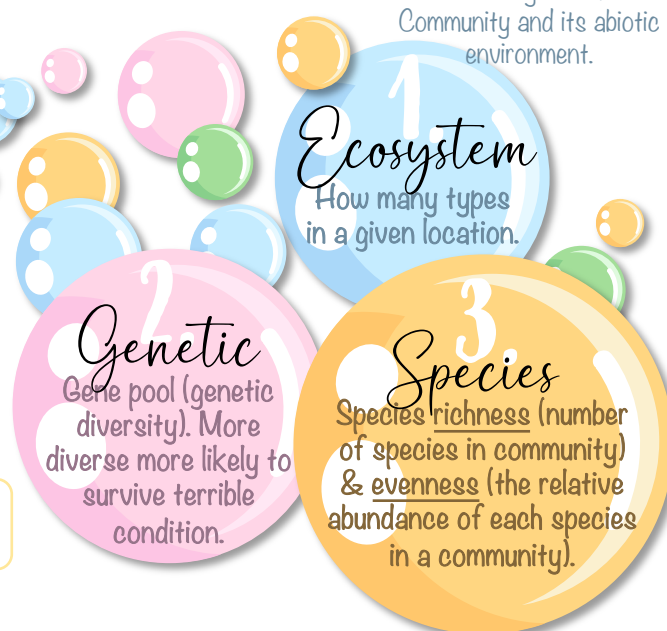 Community and its abiotic
environment.
1.
Ecosystem
How many types
in a given location.
2.
Genetic
Gene pool (genetic
diversity). More
diverse more likely to
survive terrible
condition.
3.
Species
Species richness (number
of species in community)
& evenness (the relative
abundance of each species
in a community).